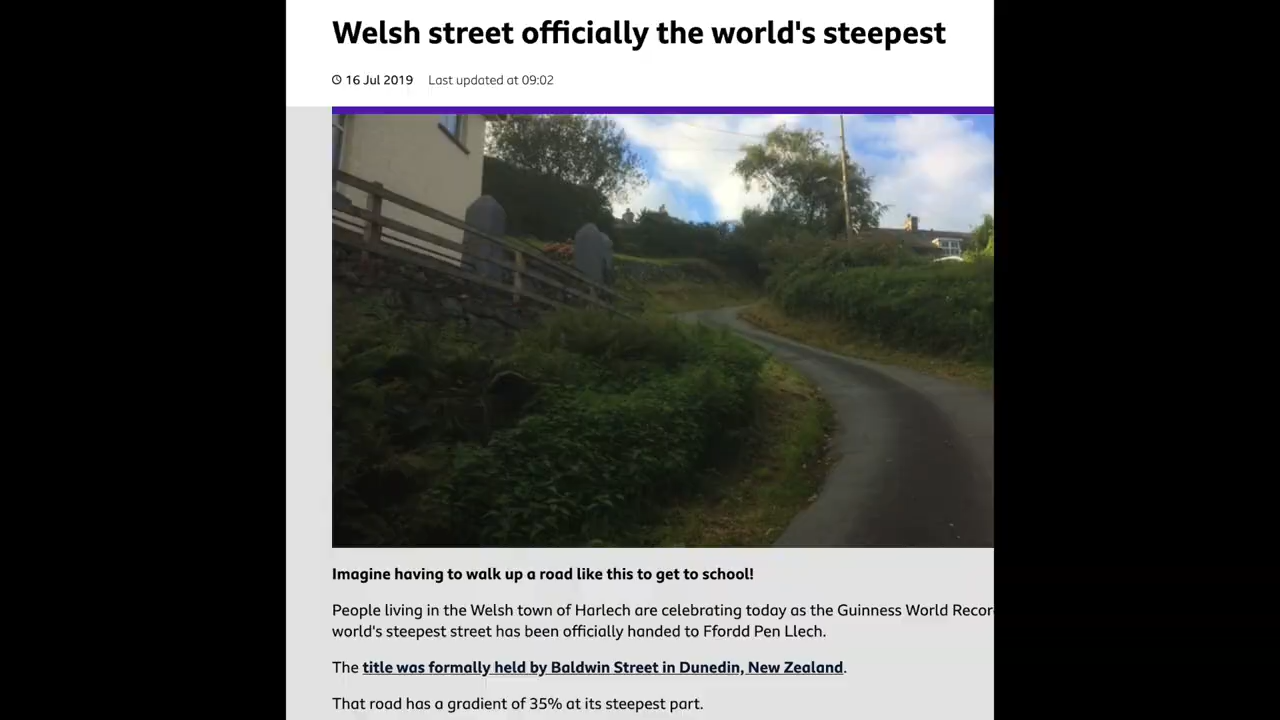 Welsh street officially the world's steepest
16 Jul 2019 Last updated at 09:02
Imagine having to walk up a road like this to get to school!
People living in the Welsh town of Harlech are celebrating today as the Guinness World Recor
world's steepest street has been officially handed to Ffordd Pen Llech.
The title was formally held by Baldwin Street in Dunedin, New Zealand.
That road has a gradient of 35% at its steepest part.